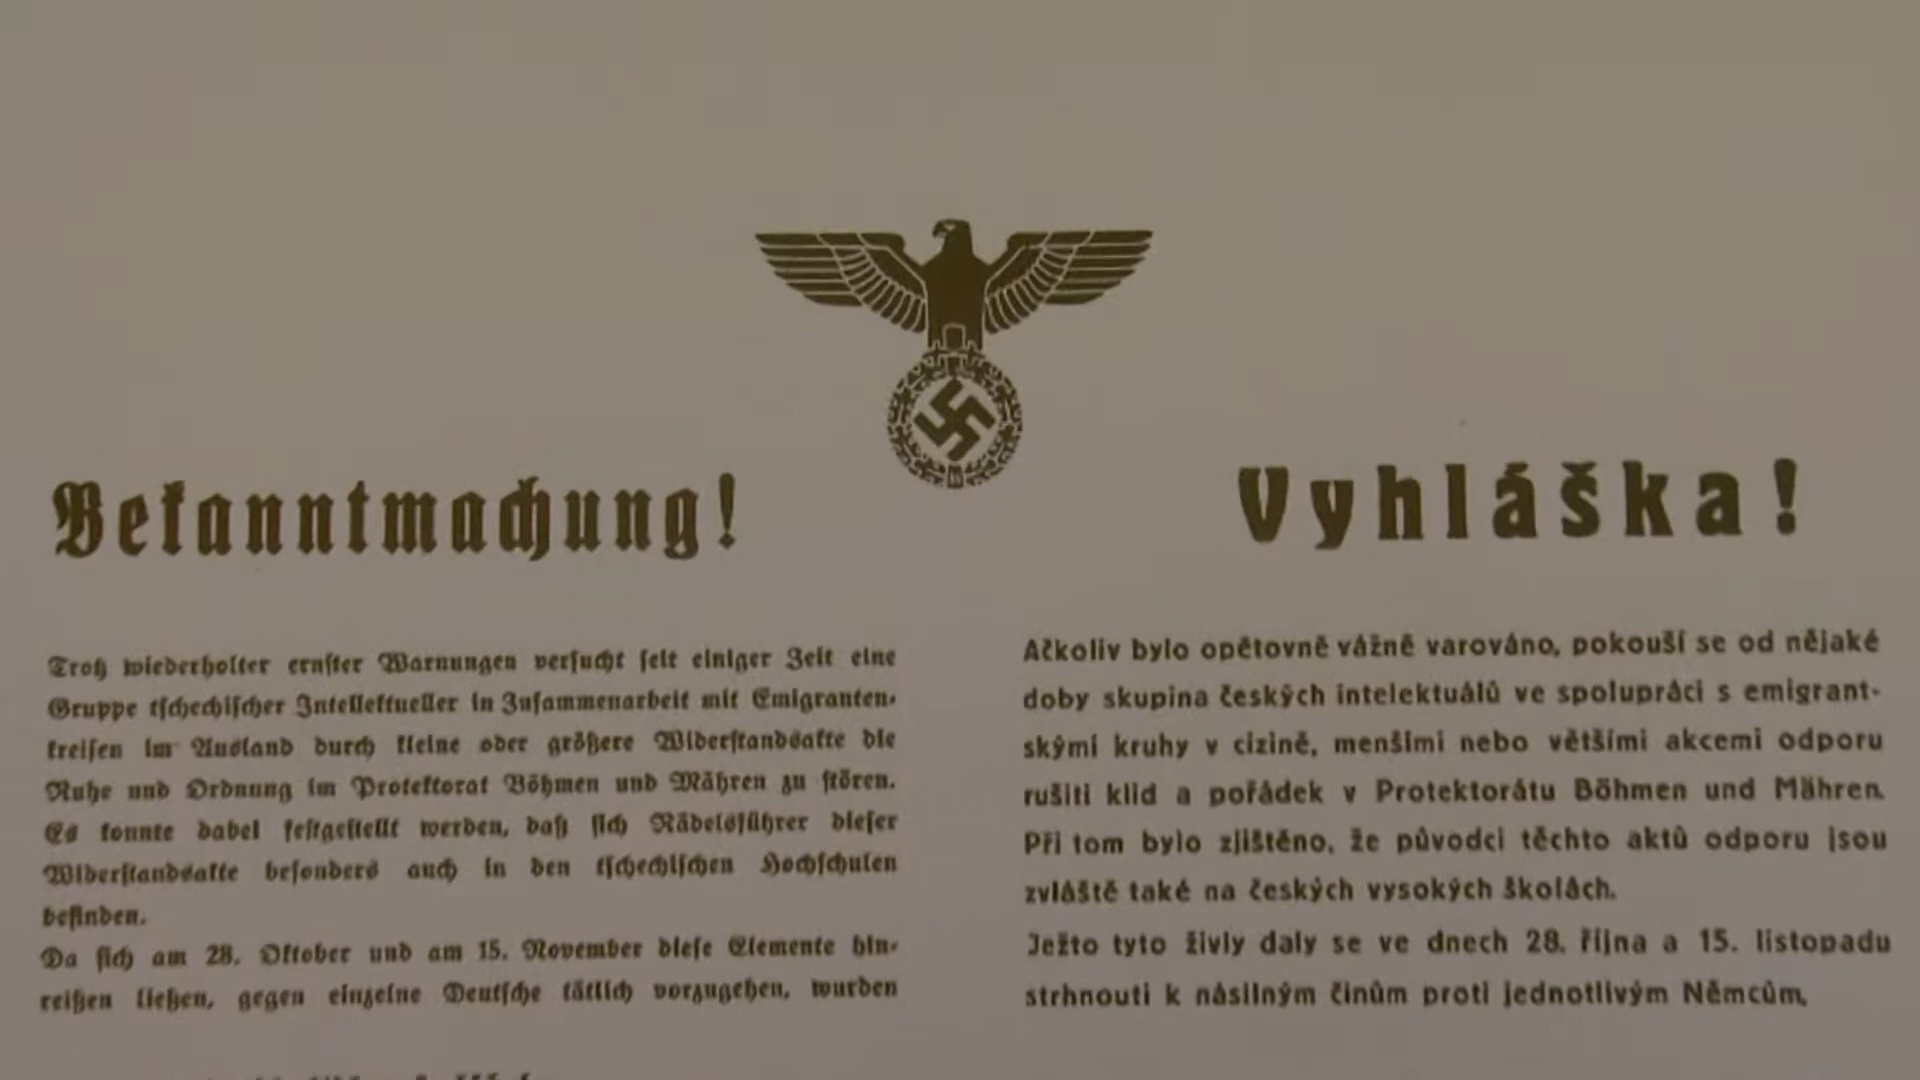 Bekanntmachung!
Trotz wiederholter ernster Warnungen versucht seit einiger Zeit eine
Gruppe tschechischer Intellektueller in Zusammenarbeit mit Emigranten-
kreisen im Ausland durch kleine oder größere Widerstandsakte die
Ruhe und Ordnung im Protektorat Böhmen und Mähren zu stören.
Es konnte dabei festgestellt werden, daß sich Rädelsführer dieser
Widerstandsakte besonders auch in den tschechischen Hochschulen
befinden.
Da sich am 28. Oktober und am 15. November diese Elemente hin-
reißen ließen, gegen einzelne Deutsche tätlich vorzugehen, wurden
Vyhláška!
Ačkoliv bylo opětovně vážně varováno, pokouší se od nějaké
doby skupina českých intelektuálů ve spolupráci s emigrant-
skými kruhy v cizině, menšími nebo většími akcemi odporu
rušiti klid a pořádek v Protektorátu Böhmen und Mähren.
Při tom bylo zjištěno, že původci těchto aktů odporu jsou
zvláště také na českých vysokých školách.
Ježto tyto živly daly se ve dnech 28. října a 15. listopadu
strhnouti k násilným činům proti jednotlivým Němcům,